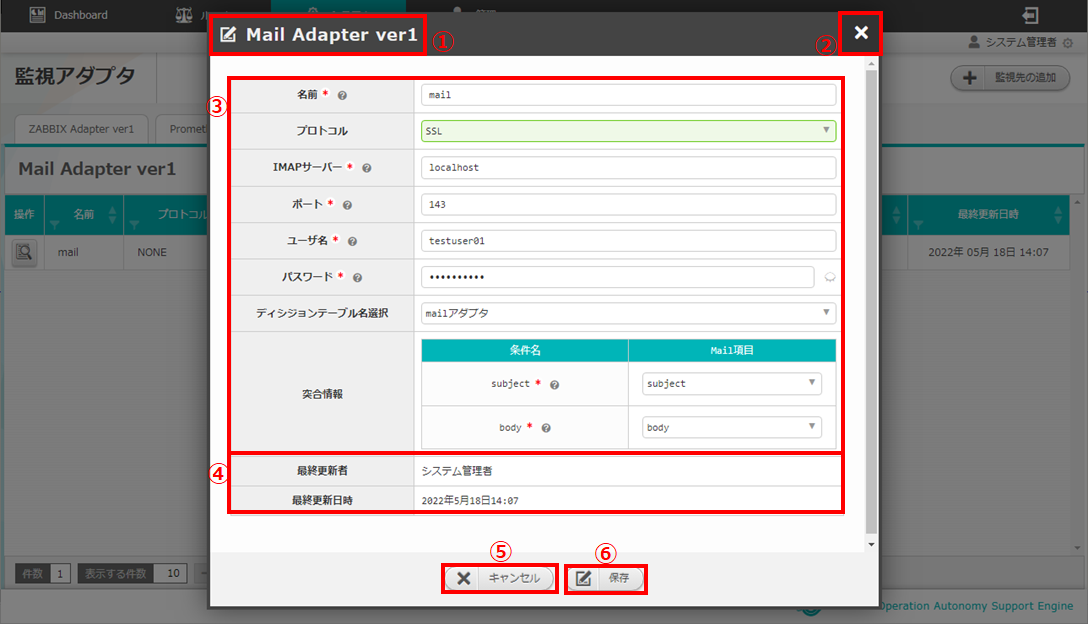 Dashboard
システム管理者
監視アダプタ
監視先の追加
ZABBIX Adapter ver1
Mail Adapter ver1
操作 名前 プロトコル 最終更新日時
mail NONE 2022年 05月 18日 14:07
件数 1 表示する件数 10
Operation Autonomy Support Engine
Mail Adapter ver1 ① ②
③
名前 * mail
プロトコル SSL
IMAPサーバー * localhost
ポート * 143
ユーザ名 * testuser01
パスワード * ••••••••••
ディシジョンテーブル名選択 mailアダプタ
突合情報
条件名 Mail項目
subject * subject
body * body
④
最終更新者 システム管理者
最終更新日時 2022年5月18日14:07
⑤ ⑥
キャンセル 保存